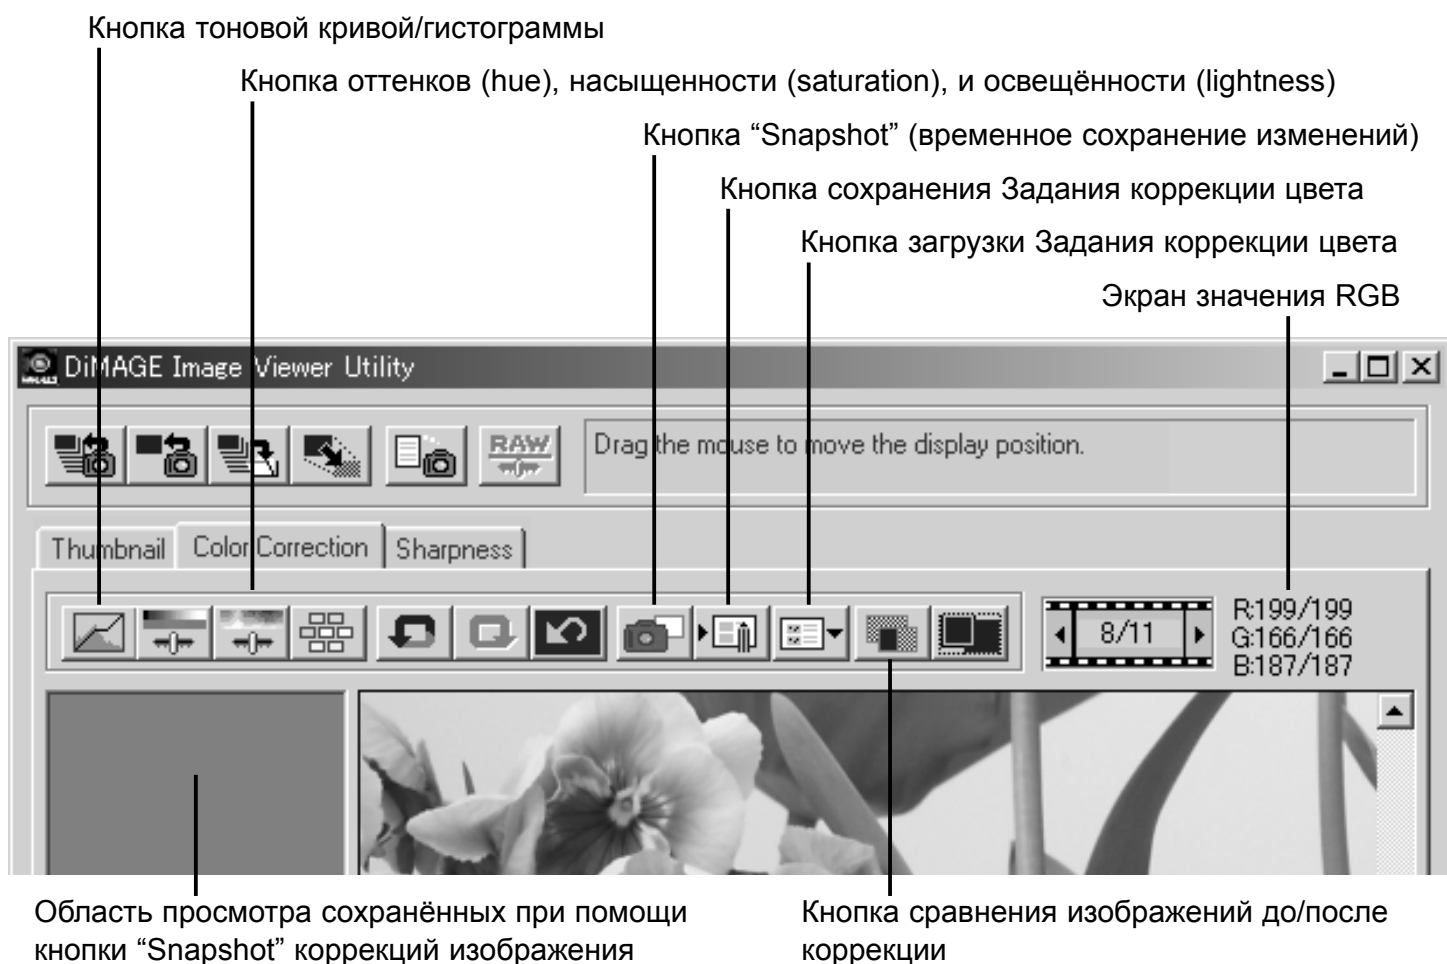 Кнопка тоновой кривой/гистограммы
Кнопка оттенков (hue), насыщенности (saturation), и освещённости (lightness)
Кнопка “Snapshot” (временное сохранение изменений)
Кнопка сохранения Задания коррекции цвета
Кнопка загрузки Задания коррекции цвета
Экран значения RGB
DiMAGE Image Viewer Utility
RAW
Drag the mouse to move the display position.
Thumbnail Color Correction Sharpness
8/11
R:199/199
G:166/166
B:187/187
Область просмотра сохранённых при помощи
кнопки “Snapshot” коррекций изображения
Кнопка сравнения изображений до/после
коррекции